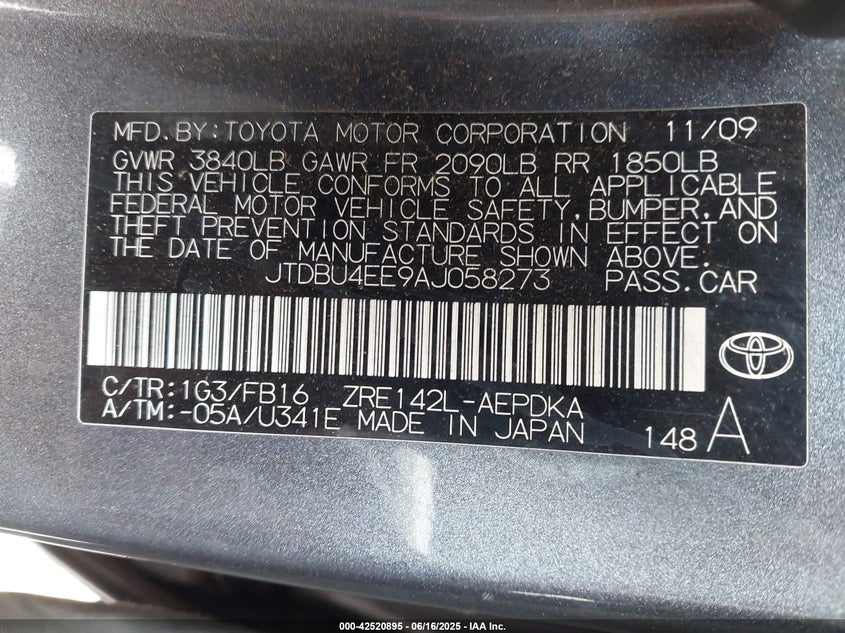 MFD.BY:TOYOTA MOTOR CORPORATION 11/09
GVWR 3840LB GAWR FR 2090LB RR 1850LB
THIS VEHICLE CONFORMS TO ALL APPLICABLE
FEDERAL MOTOR VEHICLE SAFETY,BUMPER,AND
THEFT PREVENTION STANDARDS IN EFFECT ON
THE DATE OF MANUFACTURE SHOWN ABOVE.
JTDBU4EE9AJ058273 PASS.CAR
C/TR:1G3/FB16 ZRE142L-AEPDKA
A/TM:-05A/U341E MADE IN JAPAN
148 A
000-42520895 - 06/16/2025 - IAA Inc.